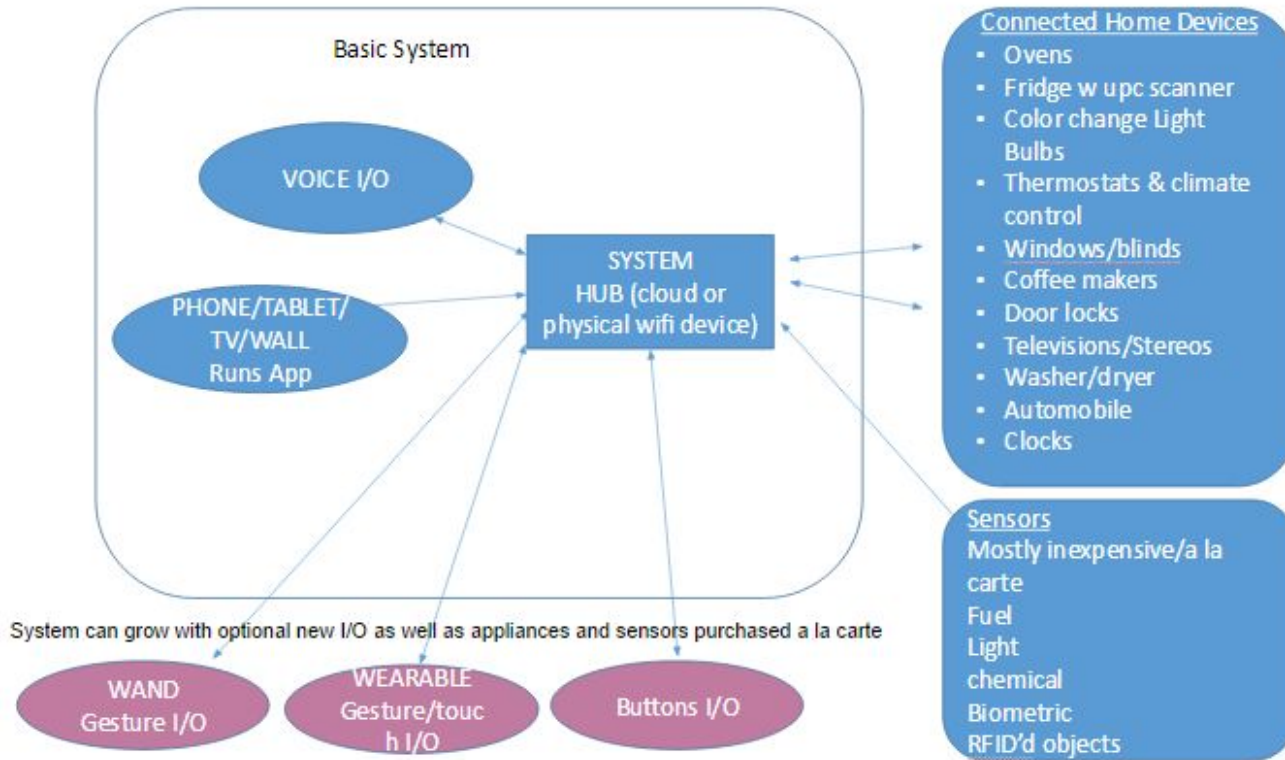 Basic System
VOICE I/O
PHONE/TABLET/
TV/WALL
Runs App
SYSTEM
HUB (cloud or
physical wifi device)
Connected Home Devices
• Ovens
• Fridge w upc scanner
• Color change Light
Bulbs
• Thermostats & climate
control
• Windows/blinds
• Coffee makers
• Door locks
• Televisions/Stereos
• Washer/dryer
• Automobile
• Clocks
Sensors
Mostly inexpensive/a la
carte
Fuel
Light
chemical
Biometric
RFID'd objects
System can grow with optional new I/O as well as appliances and sensors purchased a la carte
WAND
Gesture I/O
WEARABLE
Gesture/touc
h I/O
Buttons I/O